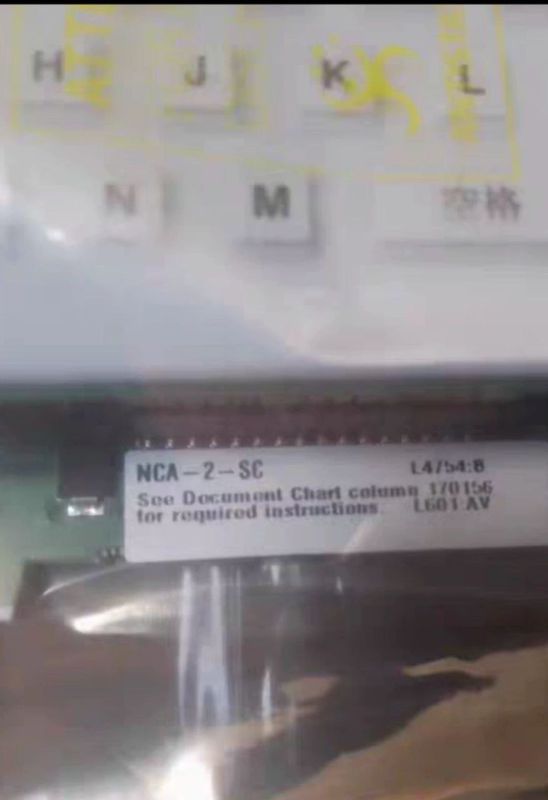 H J K L
N M 空格
NCA-2-SC L4754:B
See Document Chart column 170156
for required instructions L601 AV